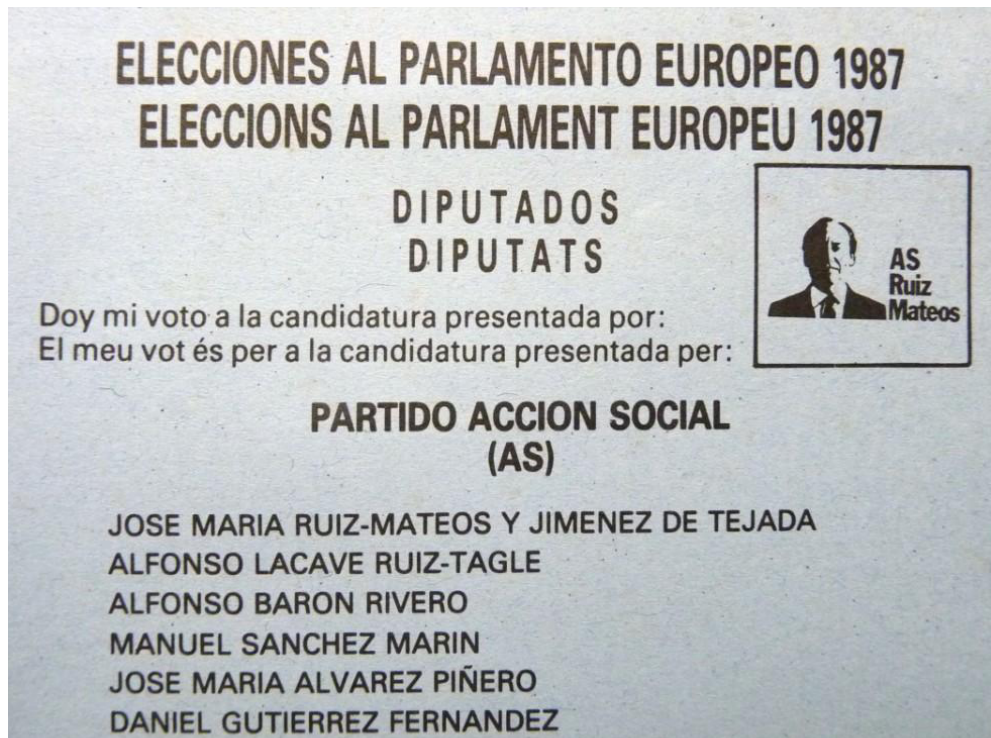 ELECCIONES AL PARLAMENTO EUROPEO 1987
ELECCIONS AL PARLAMENT EUROPEU 1987
DIPUTADOS
DIPUTATS
AS
Ruiz
Mateos
Doy mi voto a la candidatura presentada por:
El meu vot és per a la candidatura presentada per:
PARTIDO ACCION SOCIAL
(AS)
JOSE MARIA RUIZ-MATEOS Y JIMENEZ DE TEJADA
ALFONSO LACAVE RUIZ-TAGLE
ALFONSO BARON RIVERO
MANUEL SANCHEZ MARIN
JOSE MARIA ALVAREZ PIÑERO
DANIEL GUTIERREZ FERNANDEZ